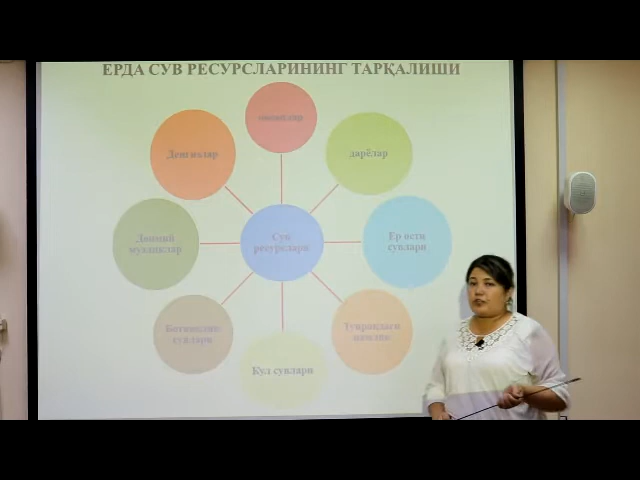 ЕРДА СУВ РЕСУРСЛАРИНИНГ ТАРҚАЛИШИ
дарёлар
Ер ости
сувлари
Тупроқдаги
намлик
Кул сувлари
Ботқоқлик
сувлари
Доимий
музликлар
Денгизлар
Сув
ресурслари